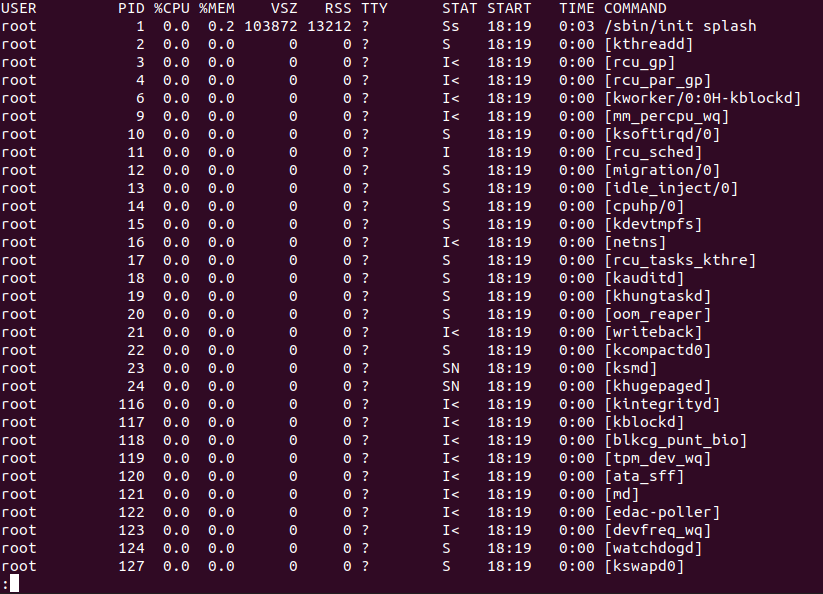 USER         PID %CPU %MEM    VSZ   RSS TTY      STAT START   TIME COMMAND
root           1  0.0  0.2 103872 13212 ?        Ss   18:19   0:03 /sbin/init splash
root           2  0.0  0.0      0     0 ?        S    18:19   0:00 [kthreadd]
root           3  0.0  0.0      0     0 ?        I<   18:19   0:00 [rcu_gp]
root           4  0.0  0.0      0     0 ?        I<   18:19   0:00 [rcu_par_gp]
root           6  0.0  0.0      0     0 ?        I<   18:19   0:00 [kworker/0:0H-kblockd]
root           9  0.0  0.0      0     0 ?        I<   18:19   0:00 [mm_percpu_wq]
root          10  0.0  0.0      0     0 ?        S    18:19   0:00 [ksoftirqd/0]
root          11  0.0  0.0      0     0 ?        I    18:19   0:00 [rcu_sched]
root          12  0.0  0.0      0     0 ?        S    18:19   0:00 [migration/0]
root          13  0.0  0.0      0     0 ?        S    18:19   0:00 [idle_inject/0]
root          14  0.0  0.0      0     0 ?        S    18:19   0:00 [cpuhp/0]
root          15  0.0  0.0      0     0 ?        S    18:19   0:00 [kdevtmpfs]
root          16  0.0  0.0      0     0 ?        I<   18:19   0:00 [netns]
root          17  0.0  0.0      0     0 ?        S    18:19   0:00 [rcu_tasks_kthre]
root          18  0.0  0.0      0     0 ?        S    18:19   0:00 [kauditd]
root          19  0.0  0.0      0     0 ?        S    18:19   0:00 [khungtaskd]
root          20  0.0  0.0      0     0 ?        S    18:19   0:00 [oom_reaper]
root          21  0.0  0.0      0     0 ?        I<   18:19   0:00 [writeback]
root          22  0.0  0.0      0     0 ?        S    18:19   0:00 [kcompactd0]
root          23  0.0  0.0      0     0 ?        SN   18:19   0:00 [ksmd]
root          24  0.0  0.0      0     0 ?        SN   18:19   0:00 [khugepaged]
root         116  0.0  0.0      0     0 ?        I<   18:19   0:00 [kintegrityd]
root         117  0.0  0.0      0     0 ?        I<   18:19   0:00 [kblockd]
root         118  0.0  0.0      0     0 ?        I<   18:19   0:00 [blkcg_punt_bio]
root         119  0.0  0.0      0     0 ?        I<   18:19   0:00 [tpm_dev_wq]
root         120  0.0  0.0      0     0 ?        I<   18:19   0:00 [ata_sff]
root         121  0.0  0.0      0     0 ?        I<   18:19   0:00 [md]
root         122  0.0  0.0      0     0 ?        I<   18:19   0:00 [edac-poller]
root         123  0.0  0.0      0     0 ?        I<   18:19   0:00 [devfreq_wq]
root         124  0.0  0.0      0     0 ?        S    18:19   0:00 [watchdogd]
root         127  0.0  0.0      0     0 ?        S    18:19   0:00 [kswapd0]
: